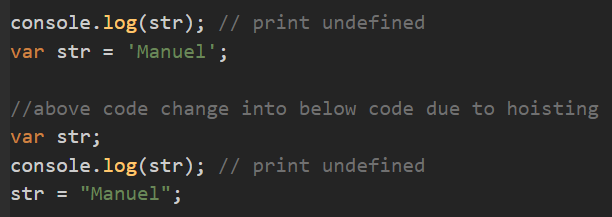 console.log(str); // print undefined
var str = 'Manuel';
//above code change into below code due to hoisting
var str;
console.log(str); // print undefined
str = "Manuel";